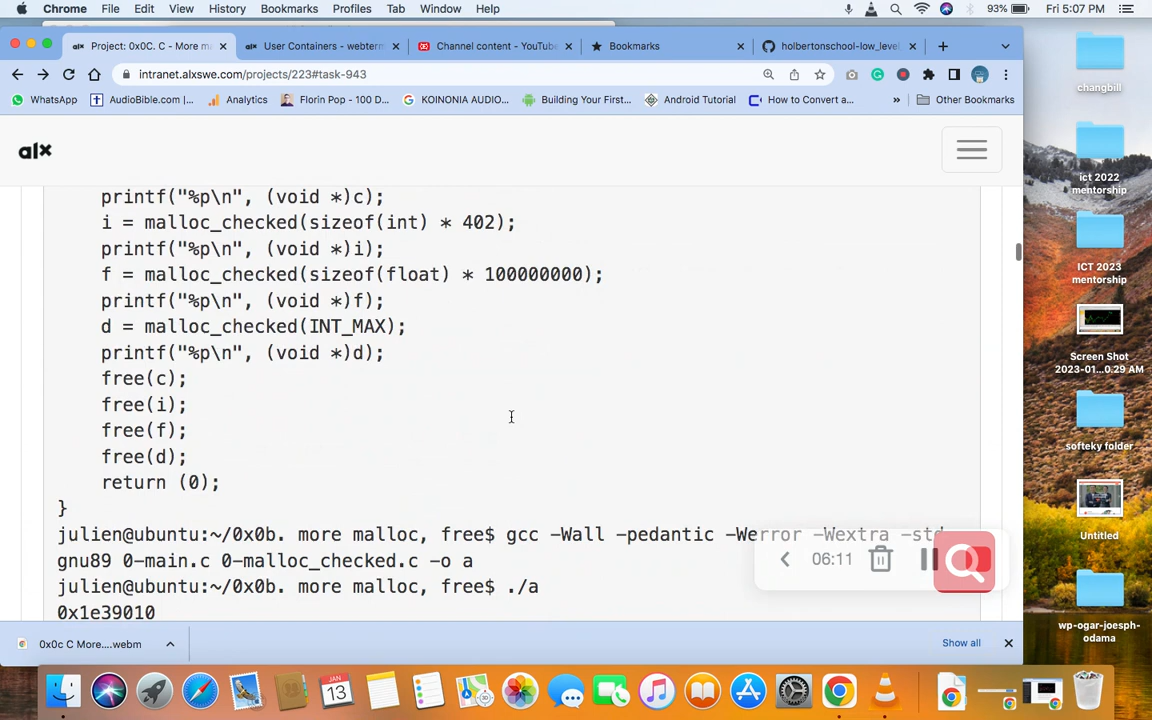 Chrome File Edit View History Bookmarks Profiles Tab Window Help 93% Fri 5:07 PM
alx Project: 0x0C. C - More ma alx User Containers - webterm Channel content - YouTube Bookmarks holbertonschool-low_level
intranet.alxswe.com/projects/223#task-943
WhatsApp AudioBible.com |... Analytics Florin Pop - 100 D... KOINONIA AUDIO... Building Your First... Android Tutorial How to Convert a... » Other Bookmarks
alx
printf("%p\n", (void *)c);
i = malloc_checked(sizeof(int) * 402);
printf("%p\n", (void *)i);
f = malloc_checked(sizeof(float) * 100000000);
printf("%p\n", (void *)f);
d = malloc_checked(INT_MAX);
printf("%p\n", (void *)d);
free(c);
free(i);
free(f);
free(d);
return (0);
}
julien@ubuntu:~/0x0b. more malloc, free$ gcc -Wall -pedantic -Werror -Wextra -std
gnu89 0-main.c 0-malloc_checked.c -o a
julien@ubuntu:~/0x0b. more malloc, free$ ./a
0x1e39010
06:11
0x0c C More....webm
Show all
changbill
ict 2022
mentorship
ICT 2023
mentorship
Screen Shot
2023-01...0.29 AM
softeky folder
Untitled
wp-ogar-joesph-
odama
JAN
13